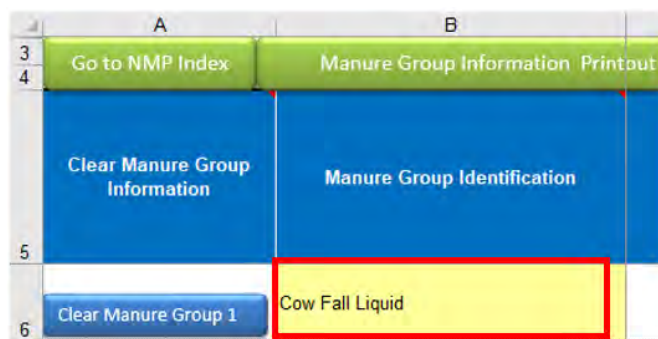 A B
3 Go to NMP Index Manure Group Information Printout
4
Clear Manure Group
Information
Manure Group Identification
5
Cow Fall Liquid
Clear Manure Group 1
6